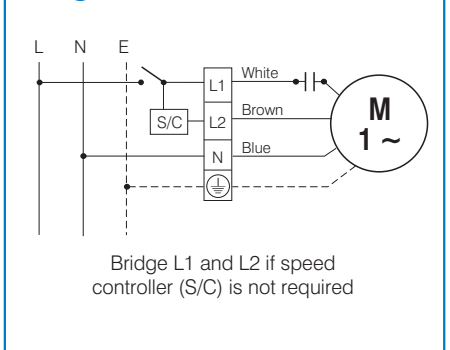 L N E
L1 White
S/C L2 Brown
N Blue
M
1 ~
Bridge L1 and L2 if speed
controller (S/C) is not required